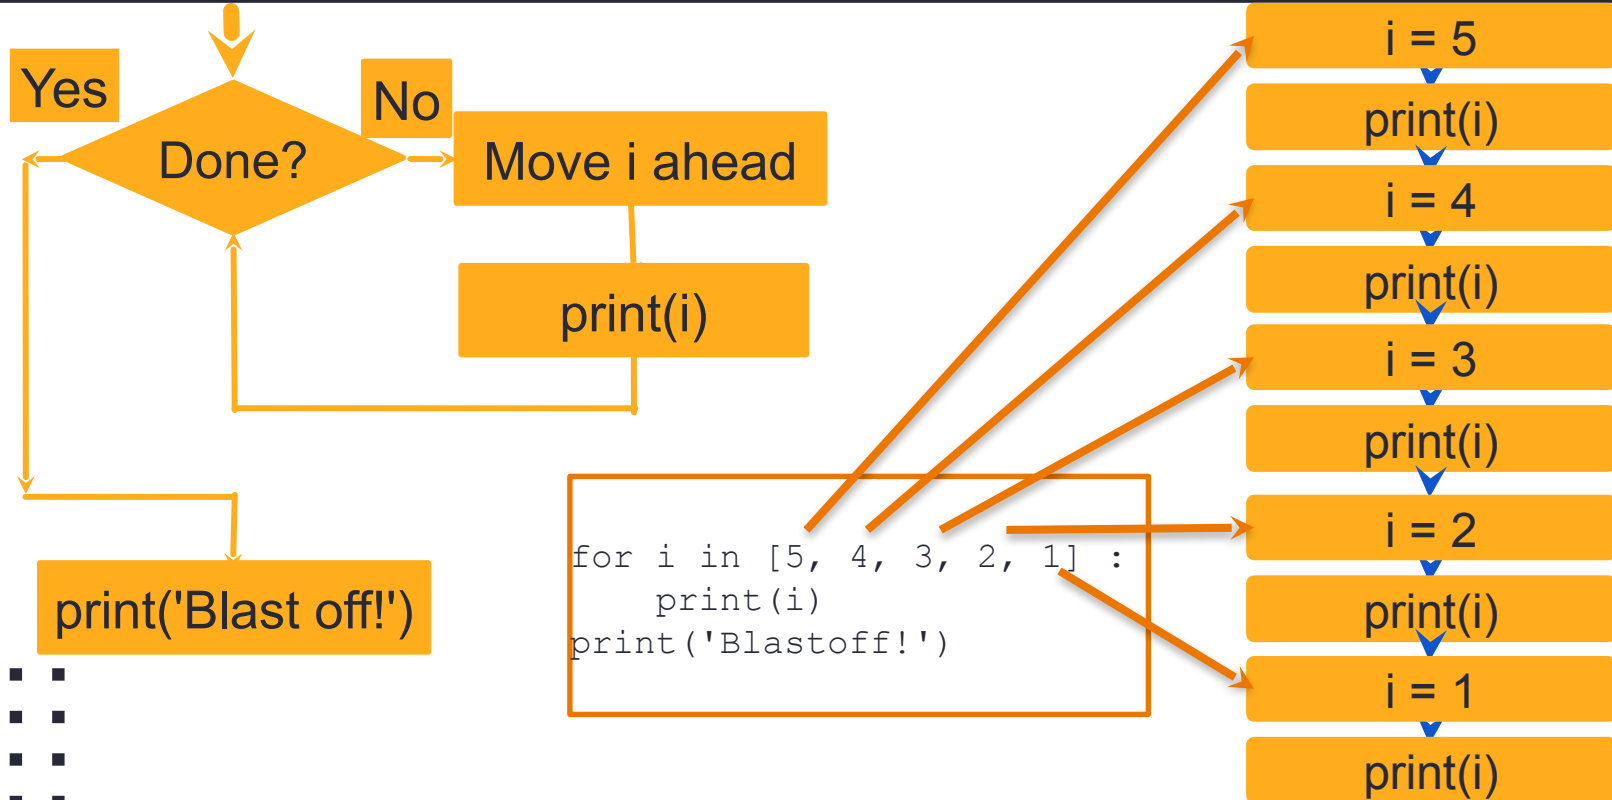 Yes
No
Done?
Move i ahead
print(i)
print('Blast off!')
for i in [5, 4, 3, 2, 1] :
    print(i)
print('Blastoff!')
i = 5
print(i)
i = 4
print(i)
i = 3
print(i)
i = 2
print(i)
i = 1
print(i)